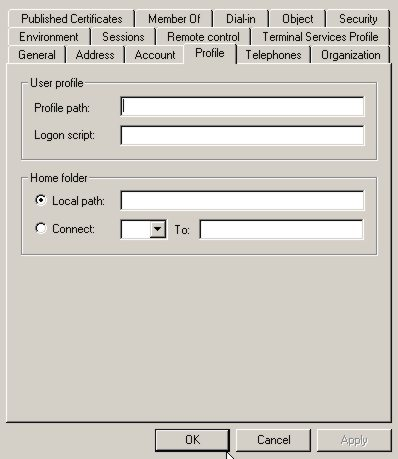 Published Certificates Member Of Dial-in Object Security
Environment Sessions Remote control Terminal Services Profile
General Address Account Profile Telephones Organization
User profile
Profile path:
Logon script:
Home folder
Local path:
Connect: To:
OK Cancel Apply